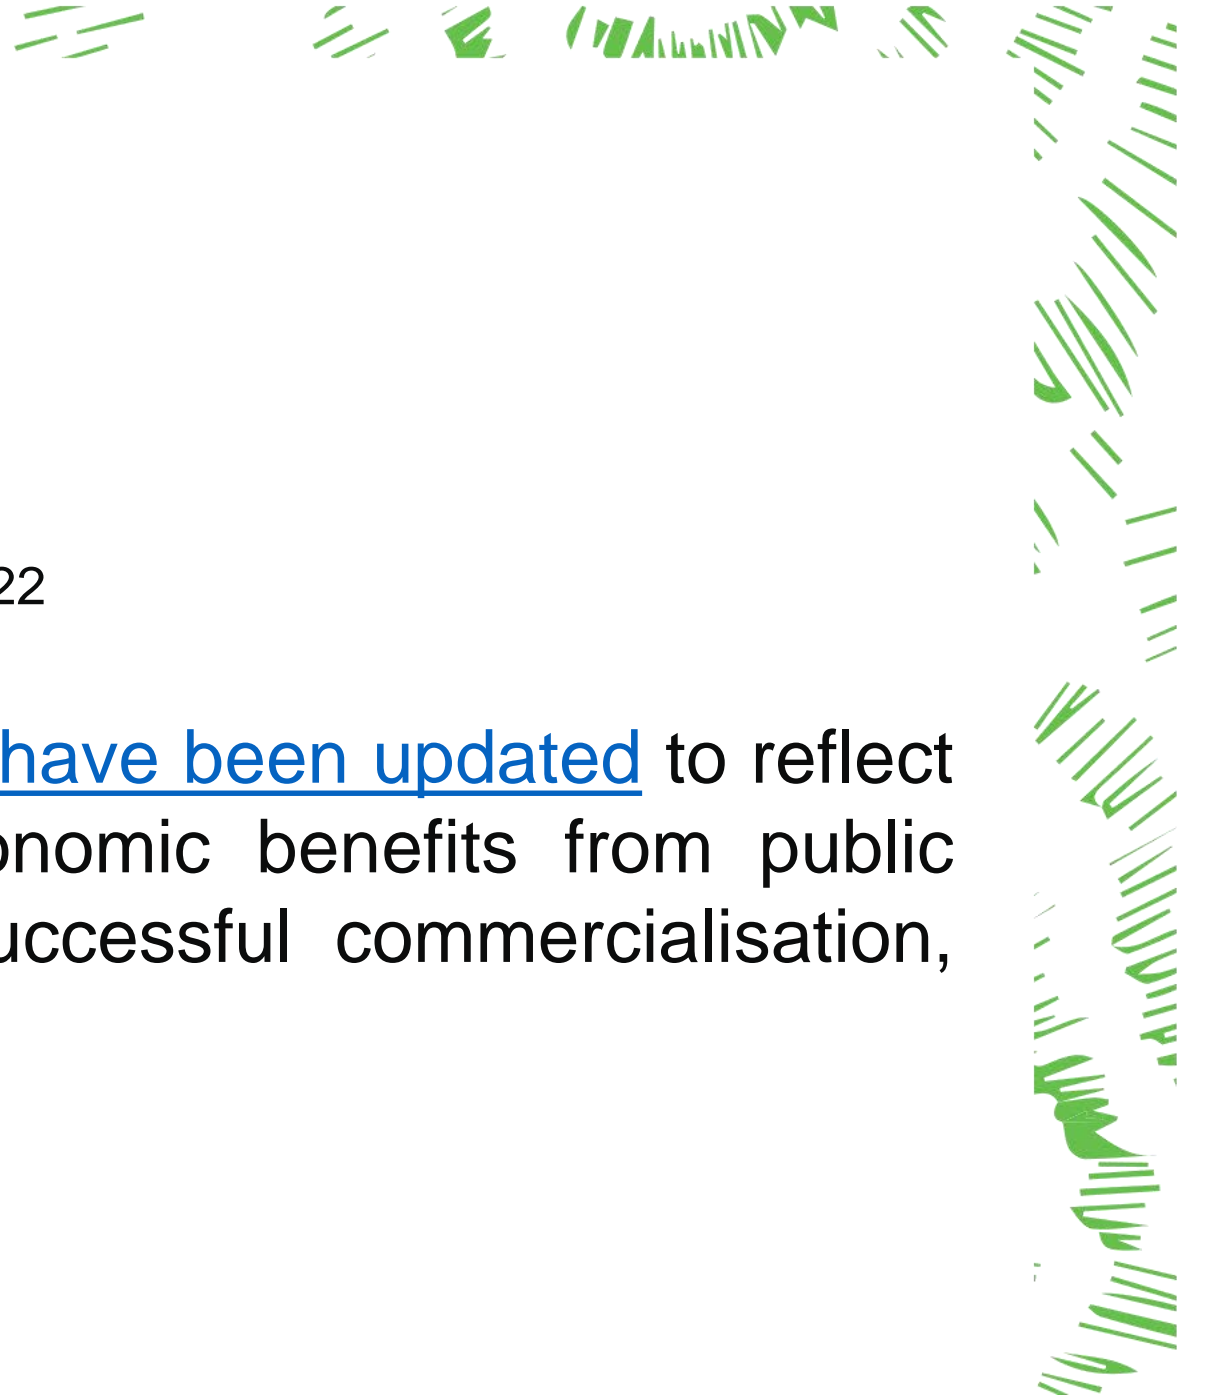 22
have been updated to reflect
onomic benefits from public
uccessful commercialisation,